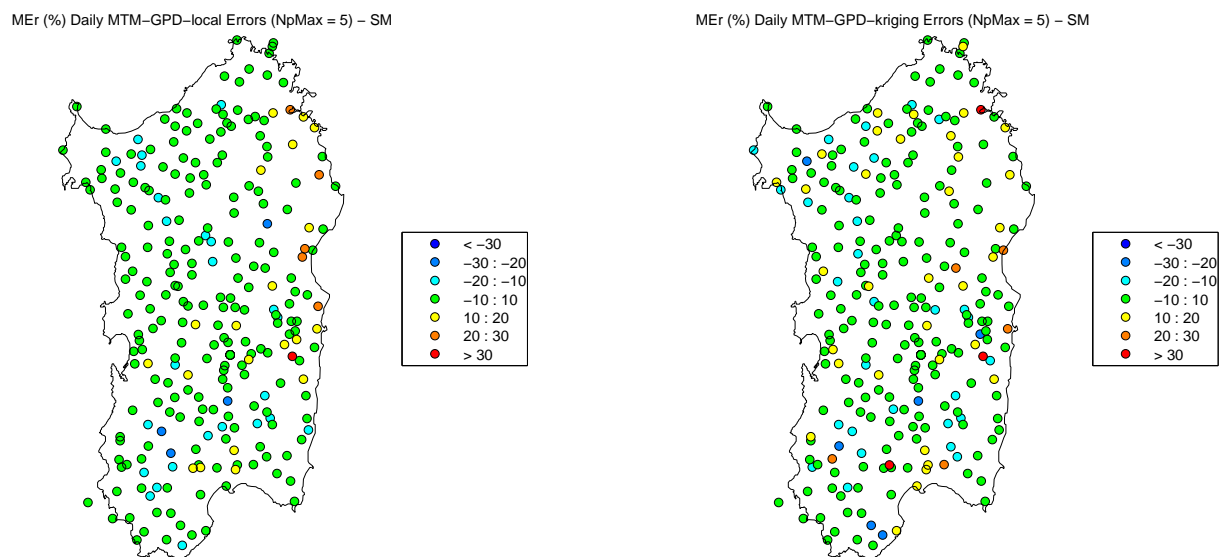 MEr (%) Daily MTM−GPD−local Errors (NpMax = 5) − SM
< −30
−30 : −20
−20 : −10
−10 : 10
10 : 20
20 : 30
> 30
MEr (%) Daily MTM−GPD−kriging Errors (NpMax = 5) − SM
< −30
−30 : −20
−20 : −10
−10 : 10
10 : 20
20 : 30
> 30